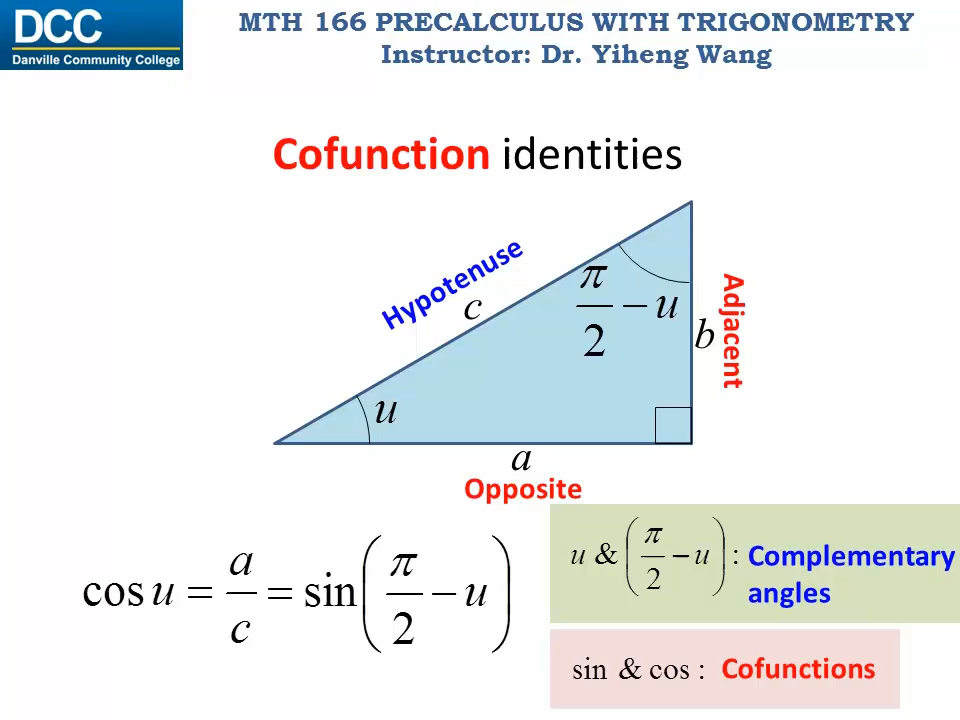 DCC
Danville Community College
MTH 166 PRECALCULUS WITH TRIGONOMETRY
Instructor: Dr. Yiheng Wang
Cofunction identities
Hypotenuse
c
π/2 − u
b
Adjacent
u
a
Opposite
cos u = a/c = sin(π/2 − u)
u & (π/2 − u) : Complementary
angles
sin & cos : Cofunctions